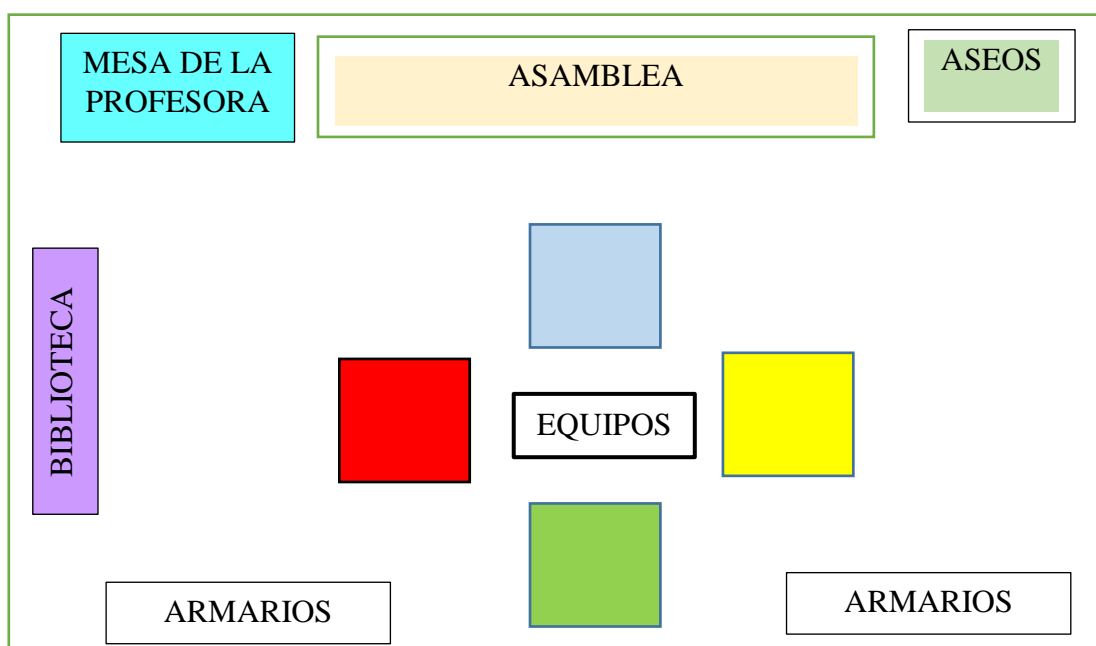 MESA DE LA
PROFESORA
ASAMBLEA
ASEOS
BIBLIOTECA
EQUIPOS
ARMARIOS
ARMARIOS